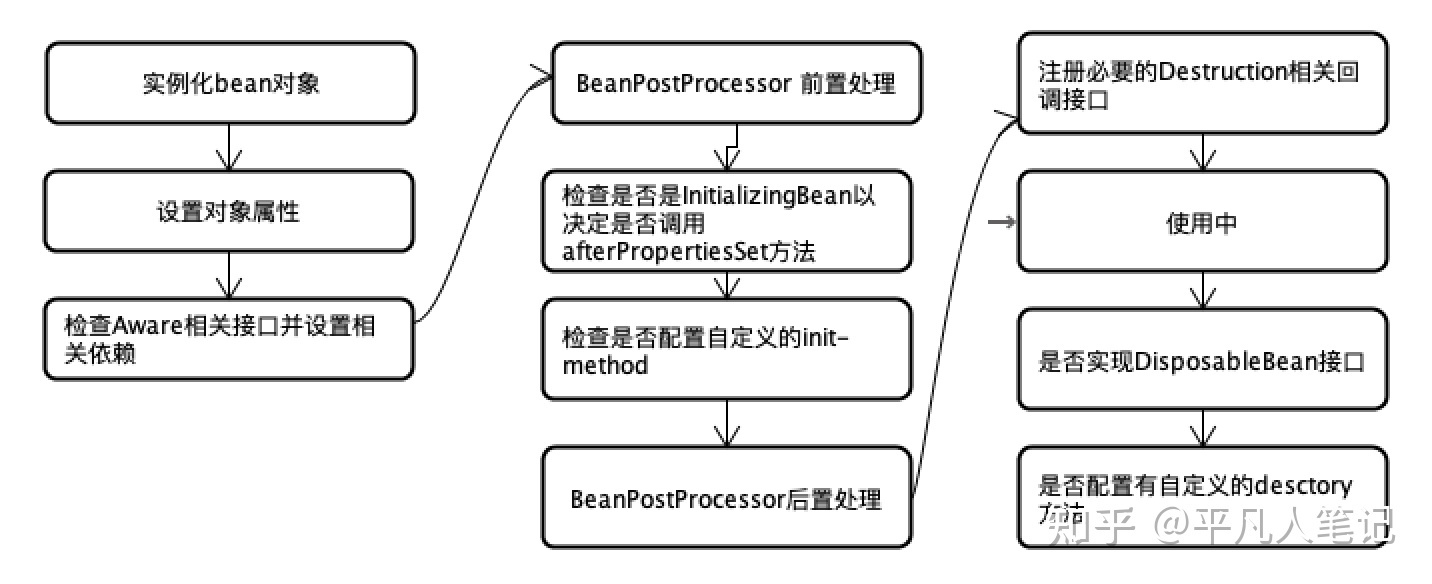 实例化bean对象
设置对象属性
检查Aware相关接口并设置相
关依赖
BeanPostProcessor 前置处理
检查是否是InitializingBean以
决定是否调用
afterPropertiesSet方法
检查是否配置自定义的init-
method
BeanPostProcessor后置处理
注册必要的Destruction相关回
调接口
使用中
是否实现DisposableBean接口
是否配置有自定义的desctory
方法
知乎 @平凡人笔记